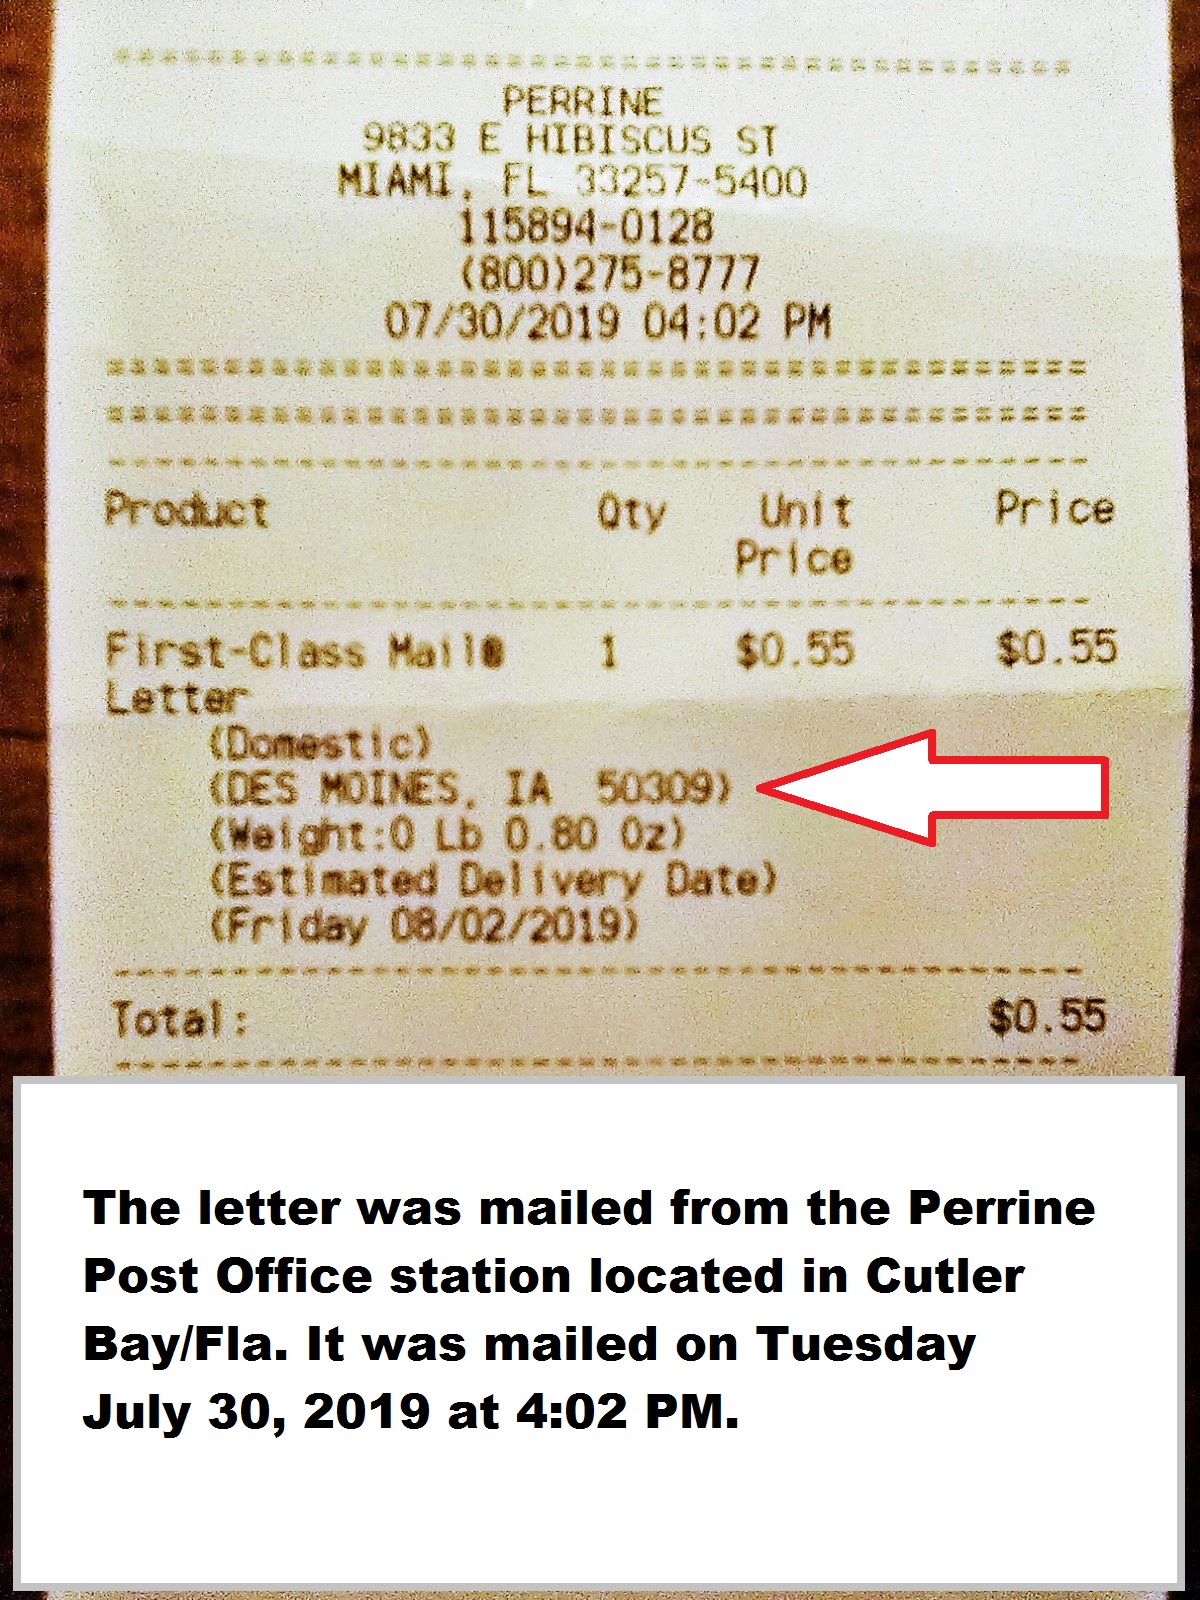 PERRINE
9833 E HIBISCUS ST
MIAMI, FL 33257-5400
115894-0128
(800)275-8777
07/30/2019 04:02 PM
Product Qty Unit Price
Price
First-Class Mail® 1 $0.55 $0.55
Letter
(Domestic)
(DES MOINES, IA 50309)
(Weight:0 Lb 0.80 Oz)
(Estimated Delivery Date)
(Friday 08/02/2019)
Total: $0.55
The letter was mailed from the Perrine
Post Office station located in Cutler
Bay/Fla. It was mailed on Tuesday
July 30, 2019 at 4:02 PM.